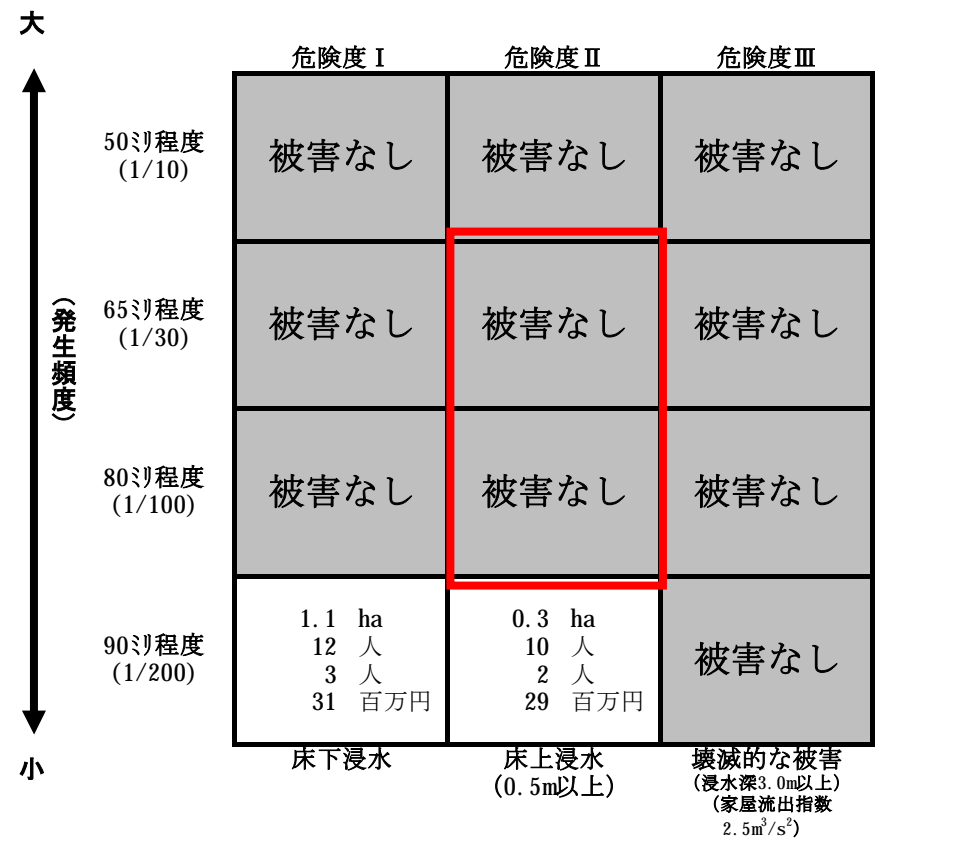 大
危険度Ⅰ 危険度Ⅱ 危険度Ⅲ
50ミリ程度
(1/10)
被害なし 被害なし 被害なし
65ミリ程度
(1/30)
被害なし 被害なし 被害なし
(発生頻度)
80ミリ程度
(1/100)
被害なし 被害なし 被害なし
90ミリ程度
(1/200)
1.1 ha
12 人
3 人
31 百万円
0.3 ha
10 人
2 人
29 百万円
被害なし
小
床下浸水
床上浸水
(0.5m以上)
壊滅的な被害
(浸水深3.0m以上)
(家屋流出指数
2.5m³/s²)